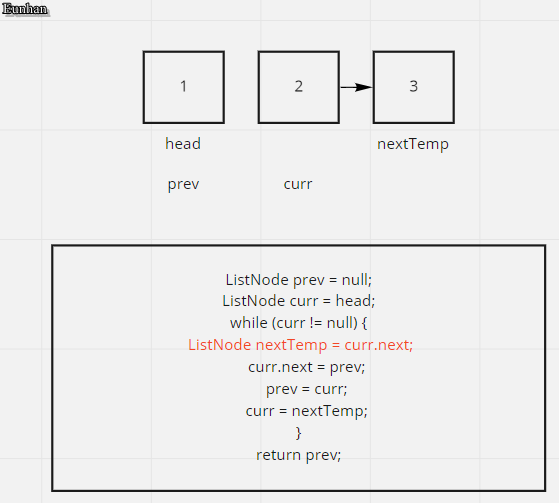 Eunhan
1 2 3
head nextTemp
prev curr
ListNode prev = null;
ListNode curr = head;
while (curr != null) {
ListNode nextTemp = curr.next;
curr.next = prev;
prev = curr;
curr = nextTemp;
}
return prev;